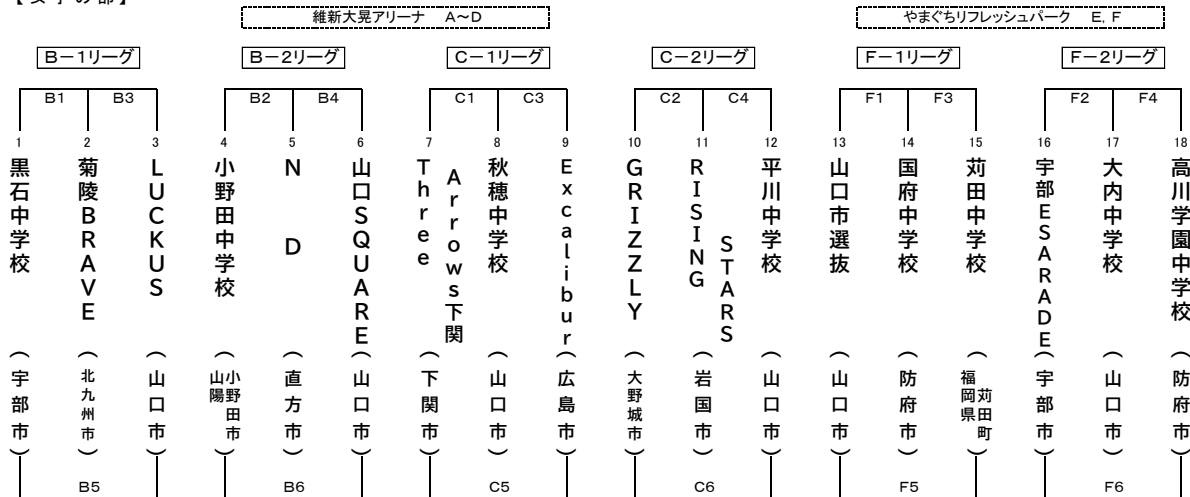 【女子の部】
維新大晃アリーナ A～D
やまぐちリフレッシュパーク E, F
B－1リーグ
B－2リーグ
C－1リーグ
C－2リーグ
F－1リーグ
F－2リーグ
B1 B3 B2 B4 C1 C3 C2 C4 F1 F3 F2 F4
1 2 3 4 5 6 7 8 9 10 11 12 13 14 15 16 17 18
黒石中学校
（宇部市）
菊陵BRAVE
（北九州市）
LUCKUS
（山口市）
小野田中学校
（山陽小野田市）
N D
（直方市）
山口SQUARE
（山口市）
Three Arrows下関
（下関市）
秋穂中学校
（山口市）
Excalibur
（広島市）
GRIZZLY
（大野城市）
RISING STARS
（岩国市）
平川中学校
（山口市）
山口市選抜
（山口市）
国府中学校
（防府市）
苅田中学校
（福岡県苅田町）
宇部ESARADE
（宇部市）
大内中学校
（山口市）
高川学園中学校
（防府市）
B5 B6 C5 C6 F5 F6